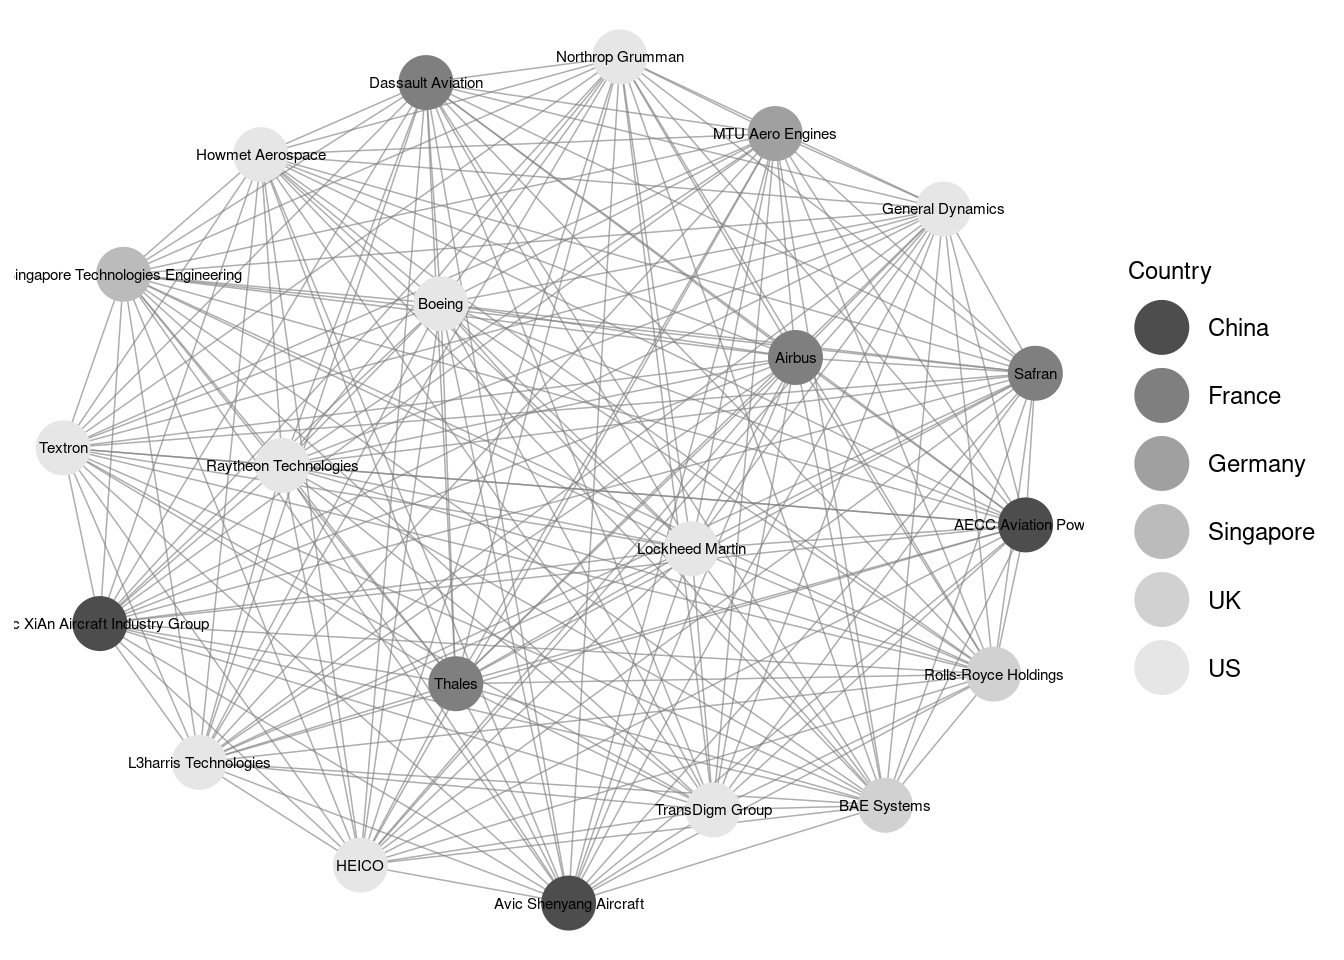 Northrop Grumman
Dassault Aviation
MTU Aero Engines
Howmet Aerospace
General Dynamics
ingapore Technologies Engineering
Boeing
Airbus
Safran
Textron
Raytheon Technologies
AECC Aviation Pow
Lockheed Martin
c XiAn Aircraft Industry Group
Thales
Rolls-Royce Holdings
L3harris Technologies
TransDigm Group
BAE Systems
HEICO
Avic Shenyang Aircraft
Country
China
France
Germany
Singapore
UK
US